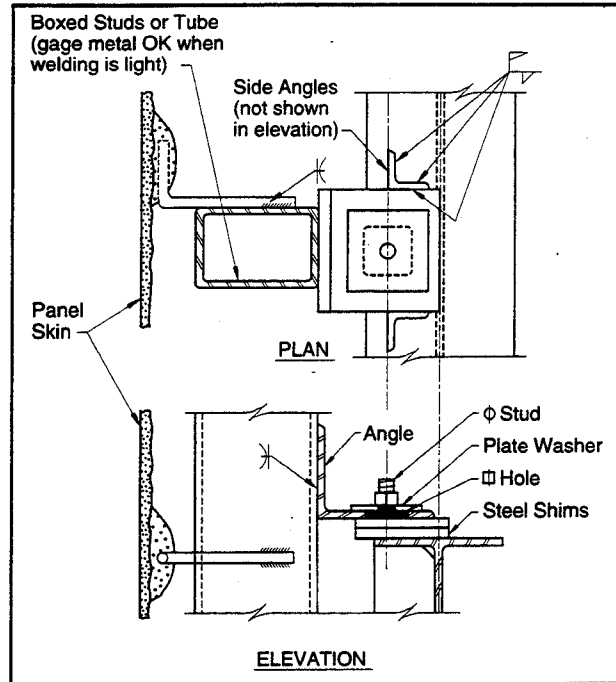 Boxed Studs or Tube
(gage metal OK when
welding is light)
Side Angles
(not shown
in elevation)
Panel
Skin
PLAN
ϕ Stud
Angle
Plate Washer
Hole
Steel Shims
ELEVATION